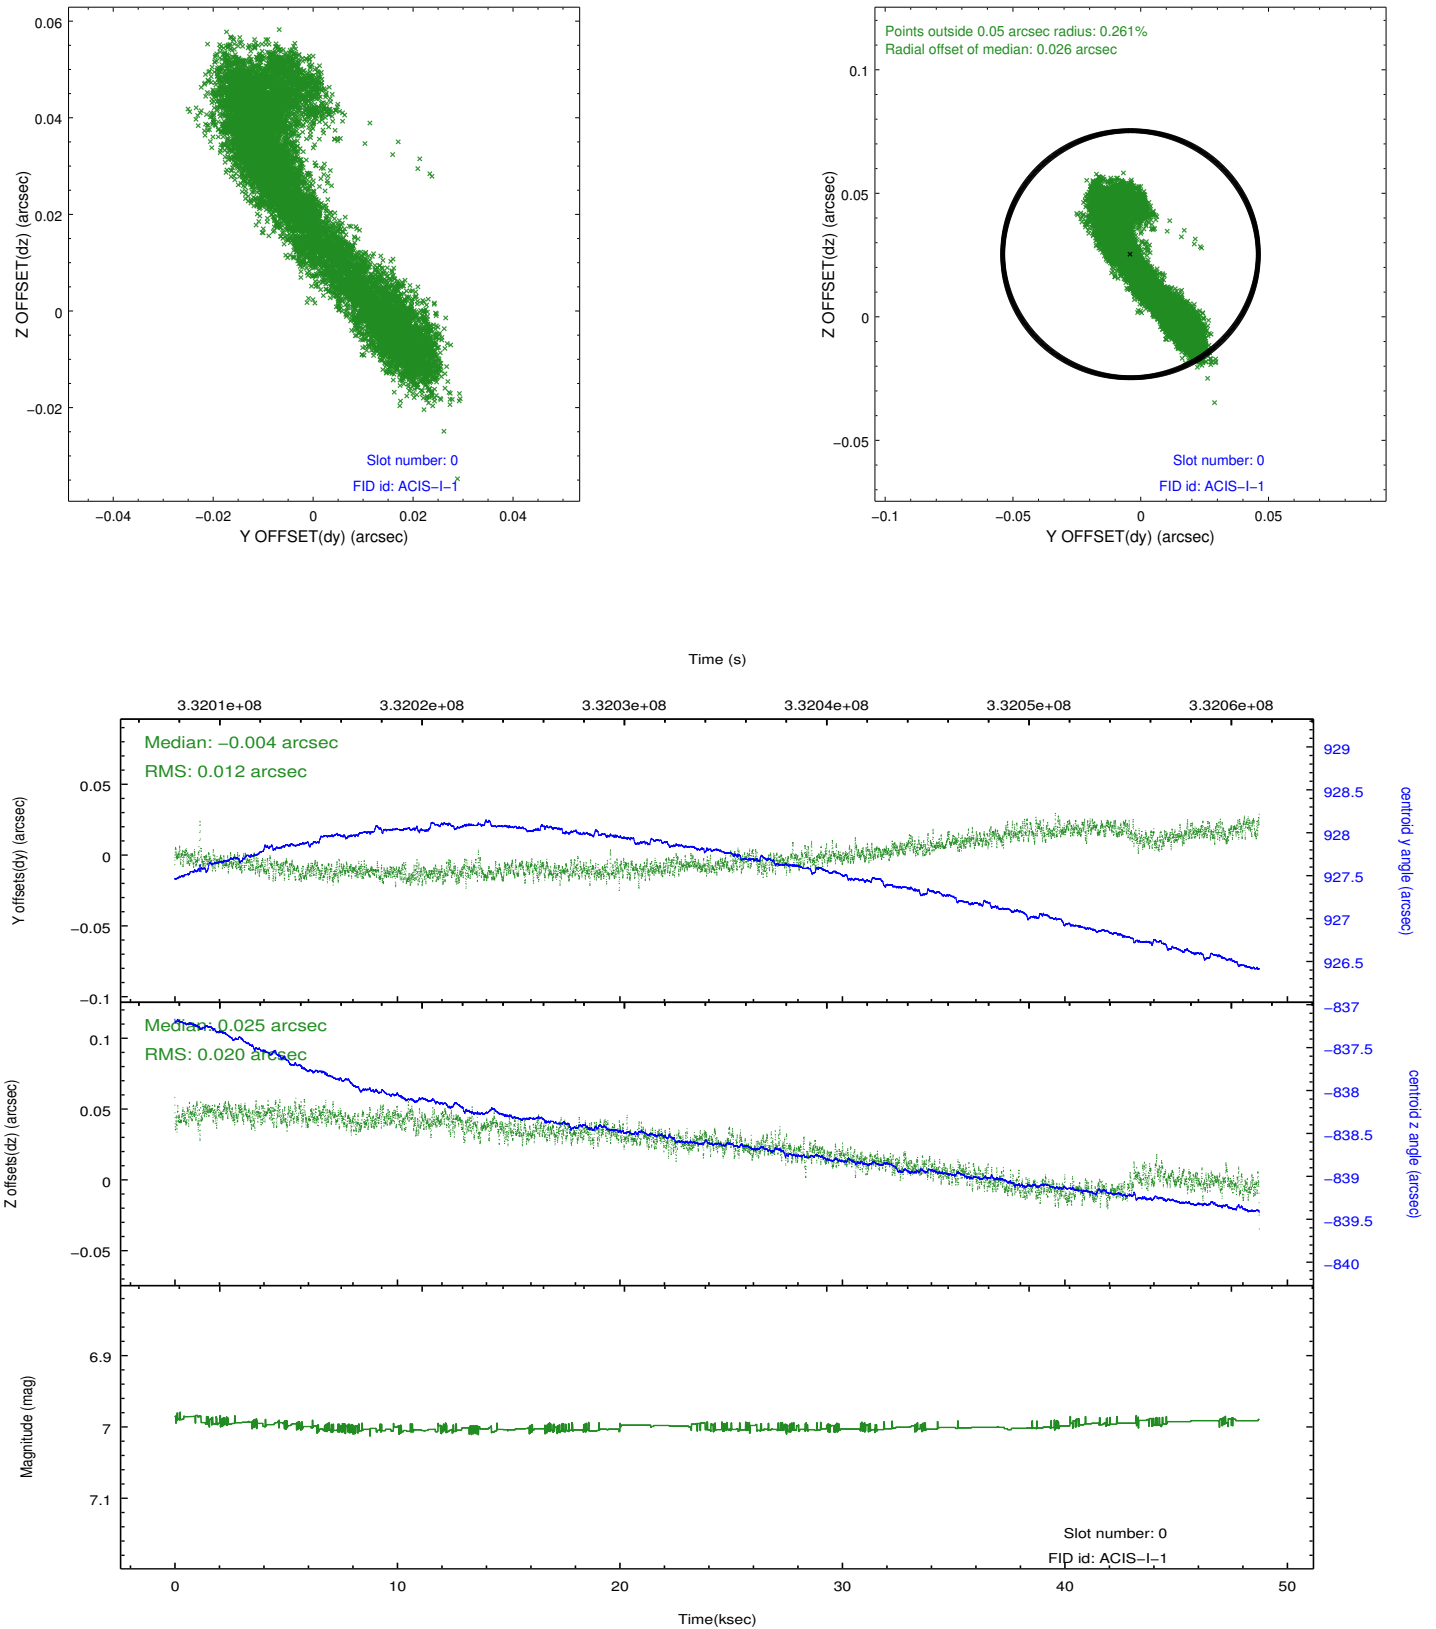 0.06
0.04
0.02
0
−0.02
Z OFFSET(dz) (arcsec)
Slot number: 0
FID id: ACIS−I−1
−0.04
−0.02
0
0.02
0.04
Y OFFSET(dy) (arcsec)
Points outside 0.05 arcsec radius: 0.261%
Radial offset of median: 0.026 arcsec
0.1
0.05
0
−0.05
Z OFFSET(dz) (arcsec)
Slot number: 0
FID id: ACIS−I−1
−0.1
−0.05
0
0.05
Y OFFSET(dy) (arcsec)
Time (s)
3.3201e+08
3.3202e+08
3.3203e+08
3.3204e+08
3.3205e+08
3.3206e+08
Median: −0.004 arcsec
RMS: 0.012 arcsec
0.05
0
−0.05
−0.1
Y offsets(dy) (arcsec)
929
928.5
928
927.5
927
926.5
centroid y angle (arcsec)
Median: 0.025 arcsec
RMS: 0.020 arcsec
0.1
0.05
0
−0.05
Z offsets(dz) (arcsec)
−837
−837.5
−838
−838.5
−839
−839.5
−840
centroid z angle (arcsec)
6.9
7
7.1
Magnitude (mag)
Slot number: 0
FID id: ACIS−I−1
0
10
20
30
40
50
Time(ksec)